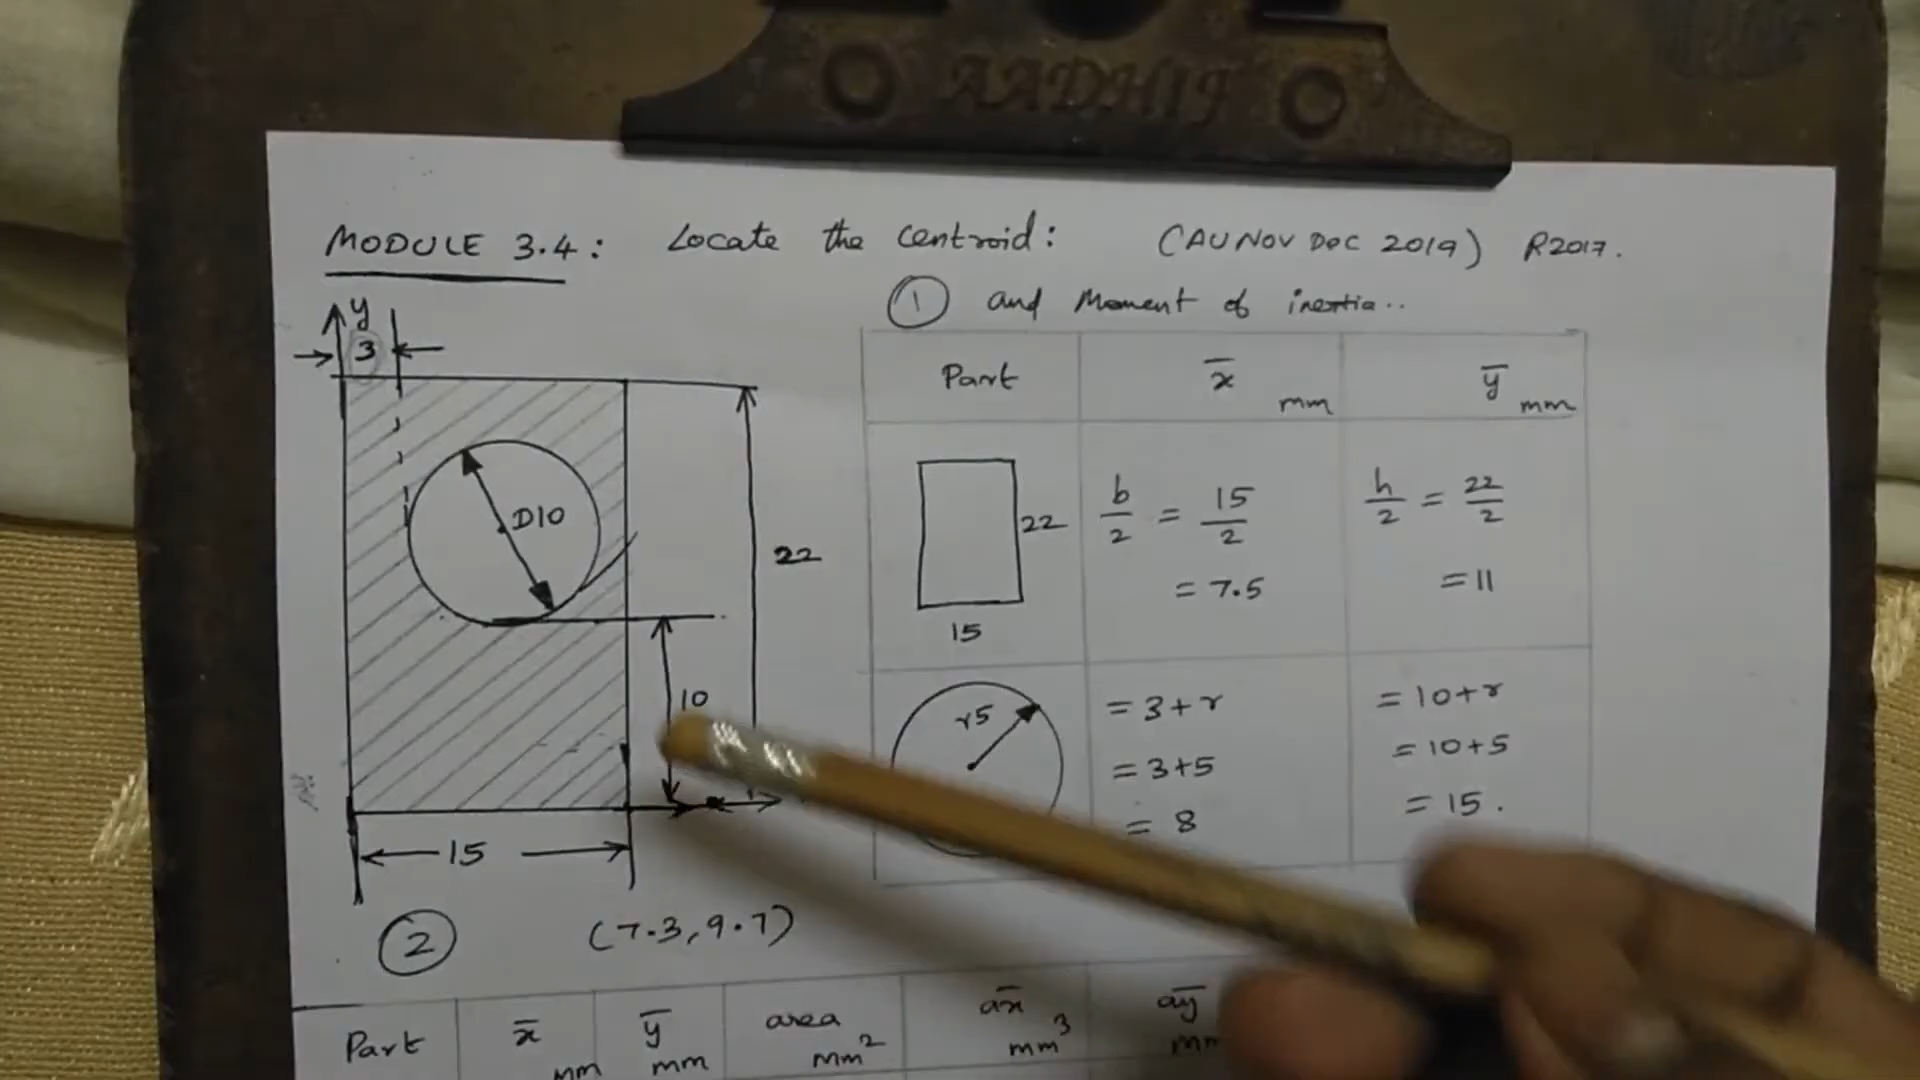 AADHIJ
MODULE 3.4: Locate the centroid: (AU NOV DEC 2019) R2017.
① and Moment of inertia..
y
3
D10
22
10
15
Part x̄ mm ȳ mm
22
15
b/2 = 15/2
= 7.5
h/2 = 22/2
= 11
r5
= 3+r
= 3+5
= 8
= 10+r
= 10+5
= 15.
② (7.3, 9.7)
Part x̄ mm ȳ mm area mm² ax̄ mm³ aȳ